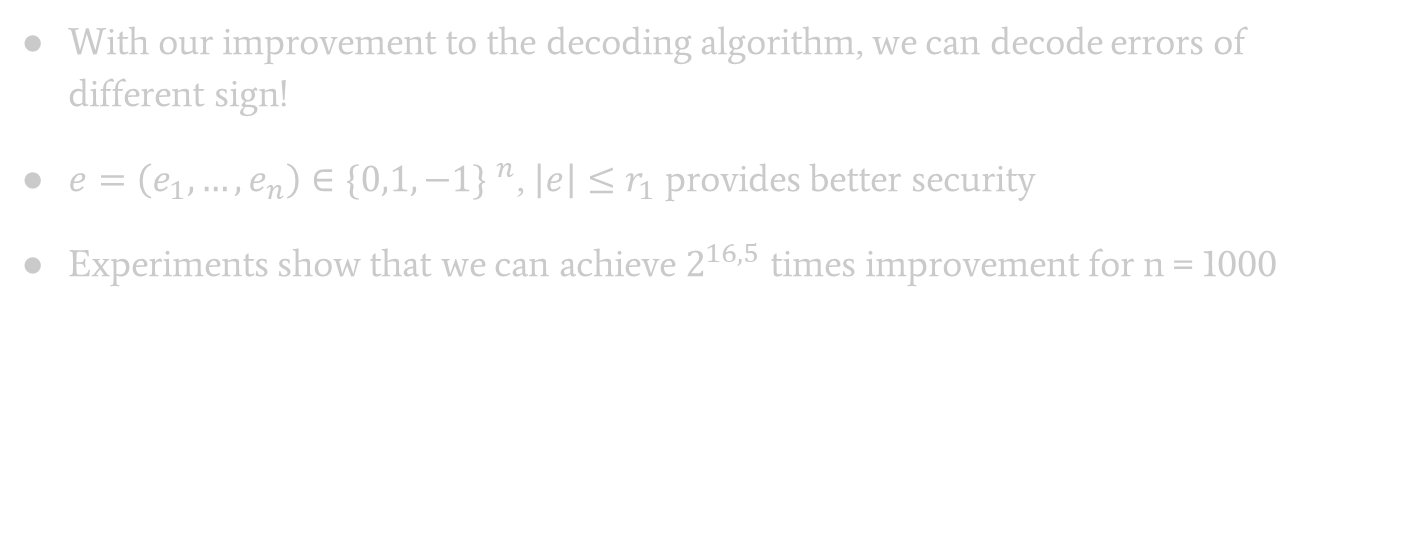 ● With our improvement to the decoding algorithm, we can decode errors of
different sign!
● e = (e₁, …, eₙ) ∈ {0,1, −1} ⁿ, |e| ≤ r₁ provides better security
● Experiments show that we can achieve 2^{16,5} times improvement for n = 1000